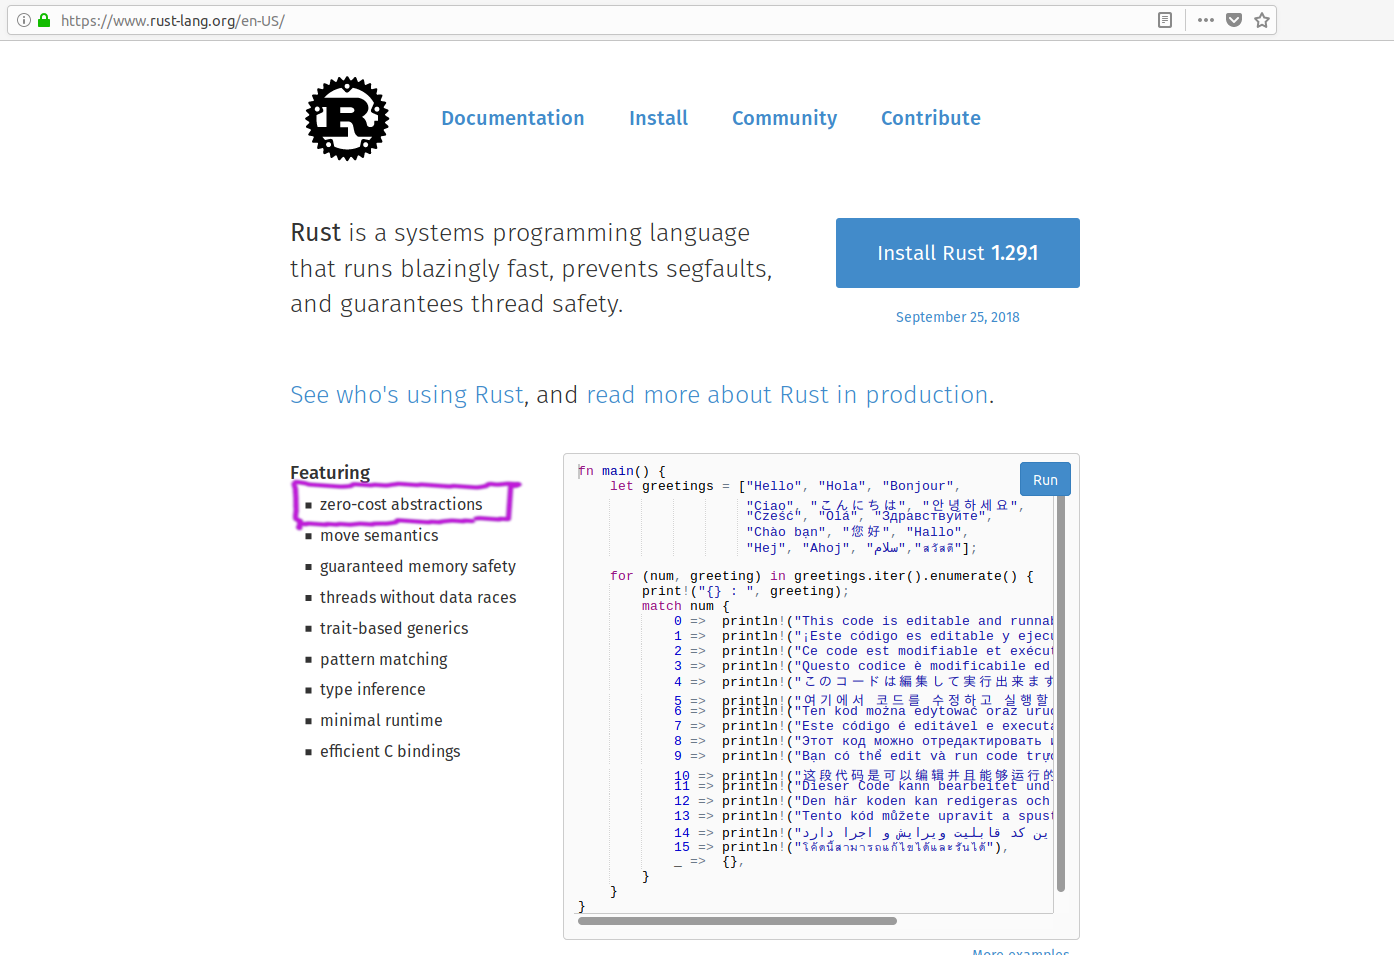 https://www.rust-lang.org/en-US/
Documentation Install Community Contribute
Rust is a systems programming language
that runs blazingly fast, prevents segfaults,
and guarantees thread safety.
Install Rust 1.29.1
September 25, 2018
See who's using Rust, and read more about Rust in production.
Featuring
zero-cost abstractions
move semantics
guaranteed memory safety
threads without data races
trait-based generics
pattern matching
type inference
minimal runtime
efficient C bindings
Run
fn main() {
let greetings = ["Hello", "Hola", "Bonjour",
"Ciao", "こんにちは", "안녕하세요",
"Cześć", "Olá", "Здравствуйте",
"Chào bạn", "您好", "Hallo",
"Hej", "Ahoj", "سلام","สวัสดี"];
for (num, greeting) in greetings.iter().enumerate() {
print!("{} : ", greeting);
match num {
0 => println!("This code is editable and runnab
1 => println!("¡Este código es editable y ejecu
2 => println!("Ce code est modifiable et exécut
3 => println!("Questo codice è modificabile ed
4 => println!("このコードは編集して実行出来ます
5 => println!("여기에서 코드를 수정하고 실행할
6 => println!("Ten kod można edytować oraz uruc
7 => println!("Este código é editável e executá
8 => println!("Этот код можно отредактировать и
9 => println!("Bạn có thể edit và run code trực
10 => println!("这段代码是可以编辑并且能够运行的
11 => println!("Dieser Code kann bearbeitet und
12 => println!("Den här koden kan redigeras och
13 => println!("Tento kód můžete upravit a spust
14 => println!("ین کد قابلیت ویرایش و اجرا دارد
15 => println!("โค้ดนี้สามารถแก้ไขได้และรันได้"),
_ => {},
}
}
}
More examples